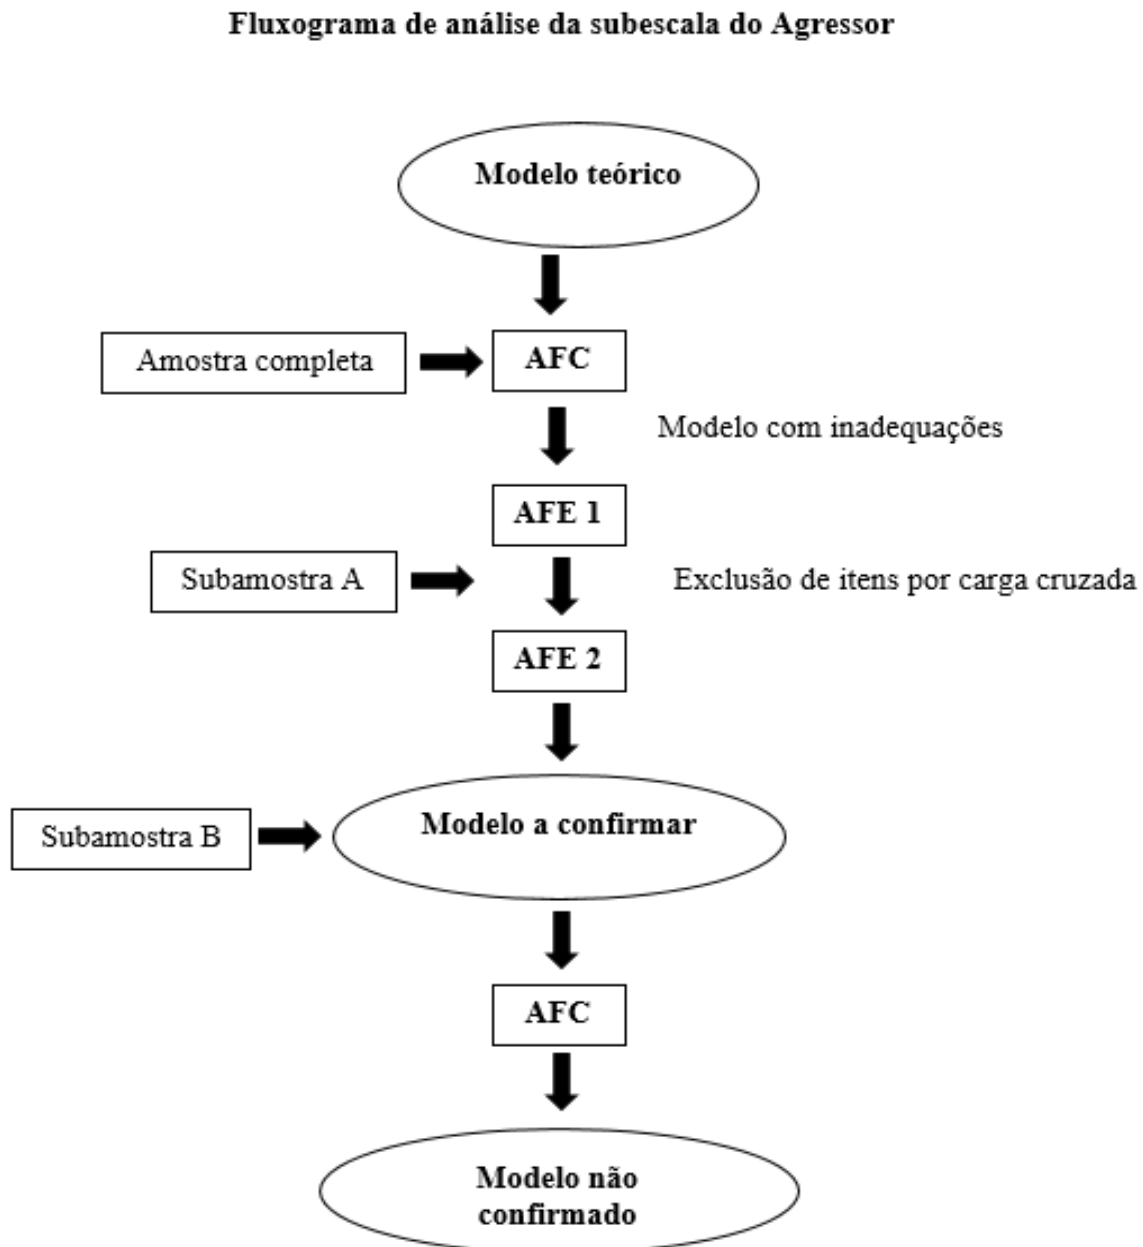 Fluxograma de análise da subescala do Agressor
Modelo teórico
Amostra completa
AFC
Modelo com inadequações
AFE 1
Subamostra A
Exclusão de itens por carga cruzada
AFE 2
Modelo a confirmar
Subamostra B
AFC
Modelo não
confirmado